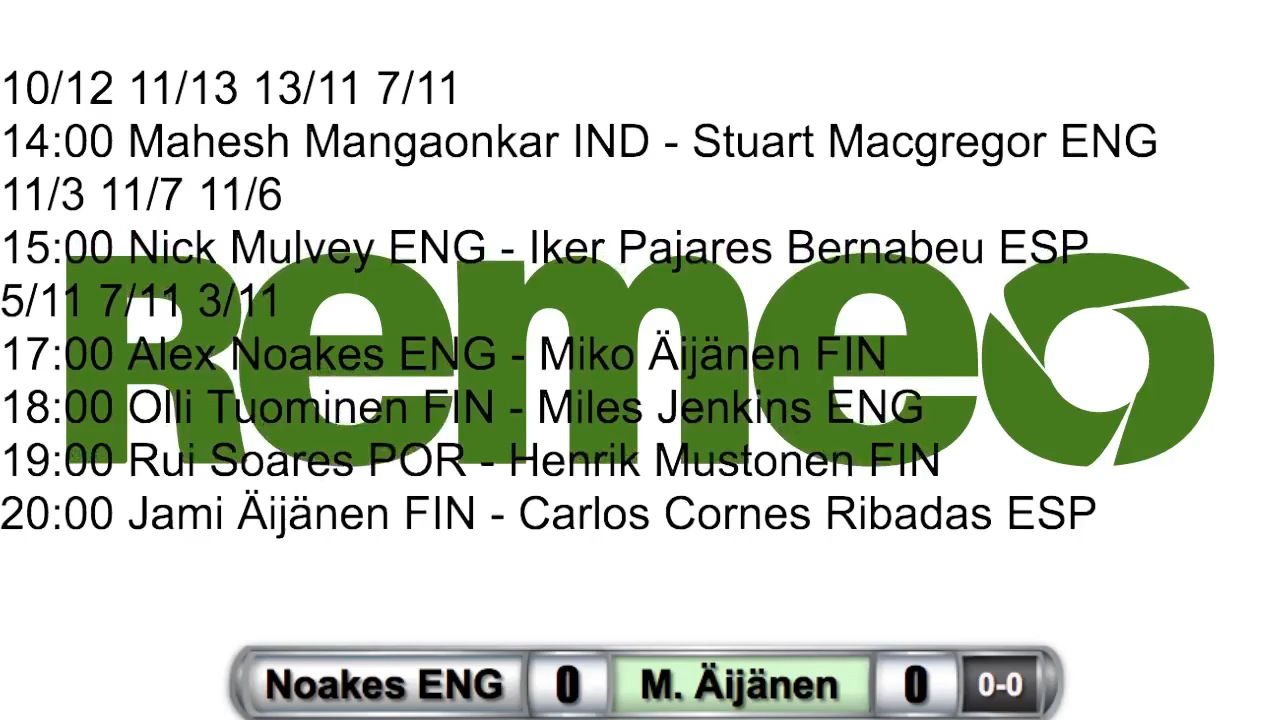 10/12 11/13 13/11 7/11
14:00 Mahesh Mangaonkar IND - Stuart Macgregor ENG
11/3 11/7 11/6
15:00 Nick Mulvey ENG - Iker Pajares Bernabeu ESP
5/11 7/11 3/11
Remeo
17:00 Alex Noakes ENG - Miko Äijänen FIN
18:00 Olli Tuominen FIN - Miles Jenkins ENG
19:00 Rui Soares POR - Henrik Mustonen FIN
20:00 Jami Äijänen FIN - Carlos Cornes Ribadas ESP
Noakes ENG 0 M. Äijänen 0 0-0